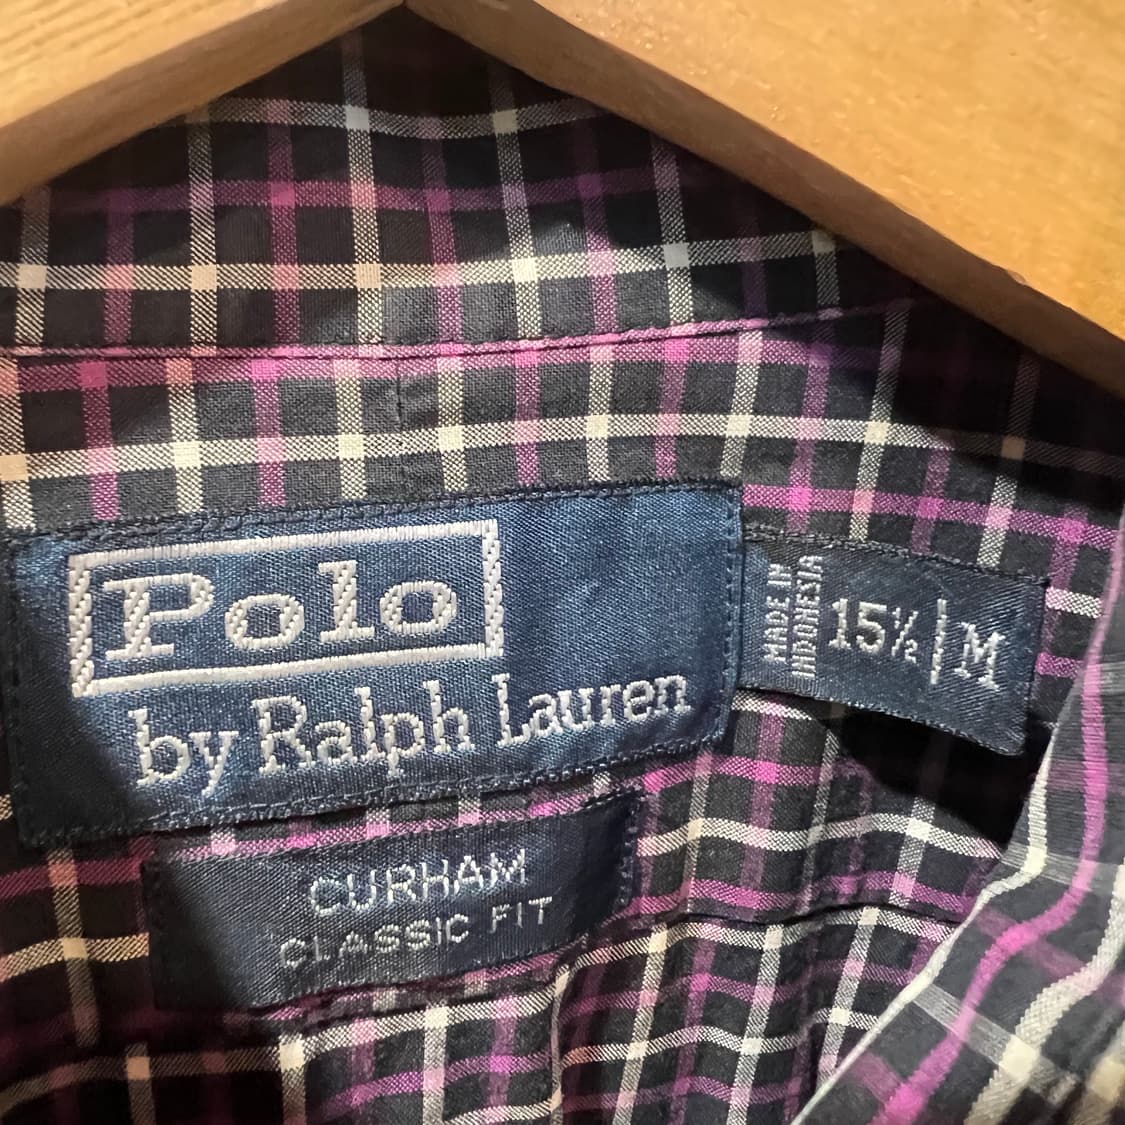 Polo
by Ralph Lauren
MADE IN
INDONESIA
15½ | M
CURHAM
CLASSIC FIT